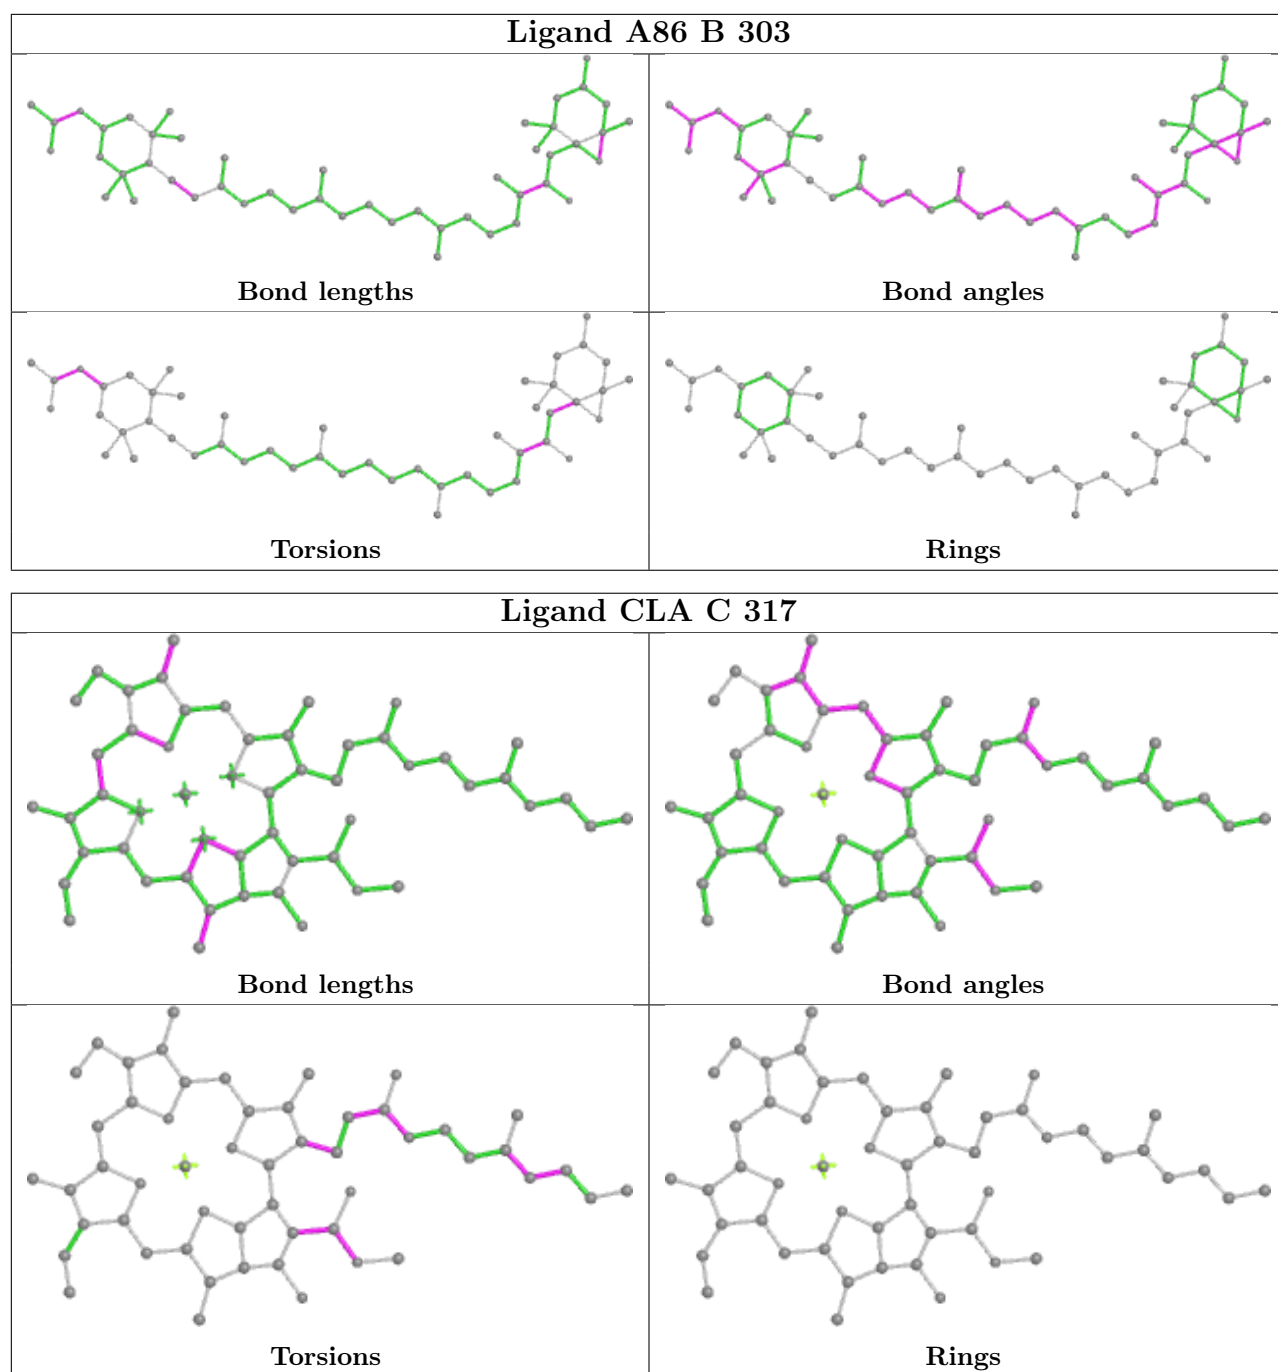 Ligand A86 B 303
Bond lengths
Bond angles
Torsions
Rings
Ligand CLA C 317
Bond lengths
Bond angles
Torsions
Rings